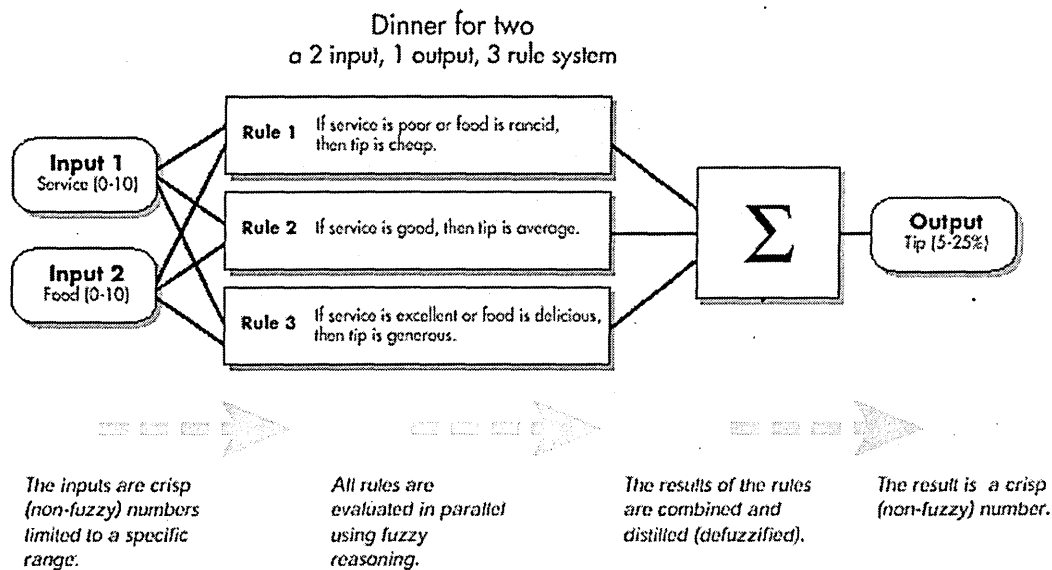 Dinner for two
a 2 input, 1 output, 3 rule system
Input 1
Service (0-10)
Input 2
Food (0-10)
Rule 1 If service is poor or food is rancid,
then tip is cheap.
Rule 2 If service is good, then tip is average.
Rule 3 If service is excellent or food is delicious,
then tip is generous.
Σ
Output
Tip (5-25%)
The inputs are crisp
(non-fuzzy) numbers
limited to a specific
range.
All rules are
evaluated in parallel
using fuzzy
reasoning.
The results of the rules
are combined and
distilled (defuzzified).
The result is a crisp
(non-fuzzy) number.